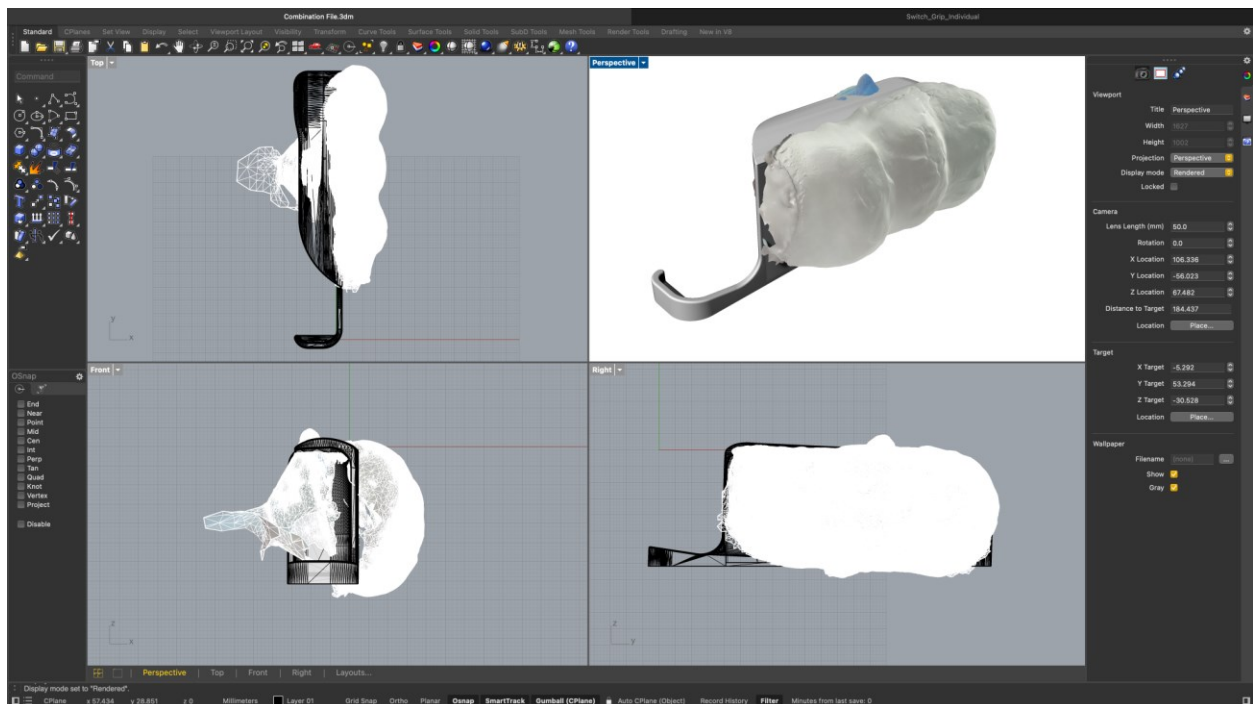 Combination File.3dm
Switch_Grip_Individual
Standard CPlanes Set View Display Select Viewport Layout Visibility Transform Curve Tools Surface Tools Solid Tools SubD Tools Mesh Tools Render Tools Drafting New in V8
Command
Top
Perspective
Front
Right
y
x
z
x
z
y
OSnap
End
Near
Point
Mid
Cen
Int
Perp
Tan
Quad
Knot
Vertex
Project
Disable
Viewport
Title Perspective
Width 1027
Height 1002
Projection Perspective
Display mode Rendered
Locked
Camera
Lens Length (mm) 50.0
Rotation 0.0
X Location 106.336
Y Location -56.023
Z Location 67.482
Distance to Target 184.437
Location Place...
Target
X Target -5.292
Y Target 53.294
Z Target -30.528
Location Place...
Wallpaper
Filename (none) ...
Show
Gray
Perspective Top Front Right Layouts...
Display mode set to "Rendered".
CPlane x 57.434 y 28.851 z 0 Millimeters Layer 01 Grid Snap Ortho Planar Osnap SmartTrack Gumball (CPlane) Auto CPlane (Object) Record History Filter Minutes from last save: 0